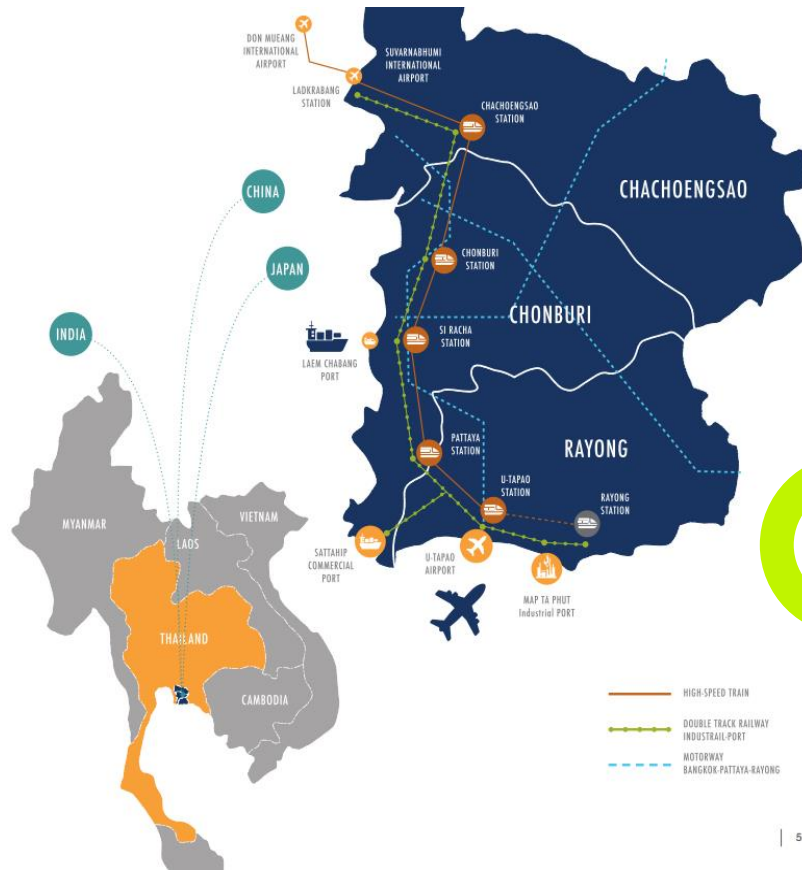 DON MUEANG
INTERNATIONAL
AIRPORT
SUVARNABHUMI
INTERNATIONAL
AIRPORT
LADKRABANG
STATION
CHACHOENGSAO
STATION
CHACHOENGSAO
CHINA
CHONBURI
STATION
JAPAN
CHONBURI
INDIA
SI RACHA
STATION
LAEM CHABANG
PORT
PATTAYA
STATION
RAYONG
U-TAPAO
STATION
RAYONG
STATION
MYANMAR
VIETNAM
LAOS
SATTAHIP
COMMERCIAL
PORT
U-TAPAO
AIRPORT
MAP TA PHUT
Industrial PORT
THAILAND
CAMBODIA
HIGH-SPEED TRAIN
DOUBLE TRACK RAILWAY
INDUSTRAIL-PORT
MOTORWAY
BANGKOK-PATTAYA-RAYONG
| 5